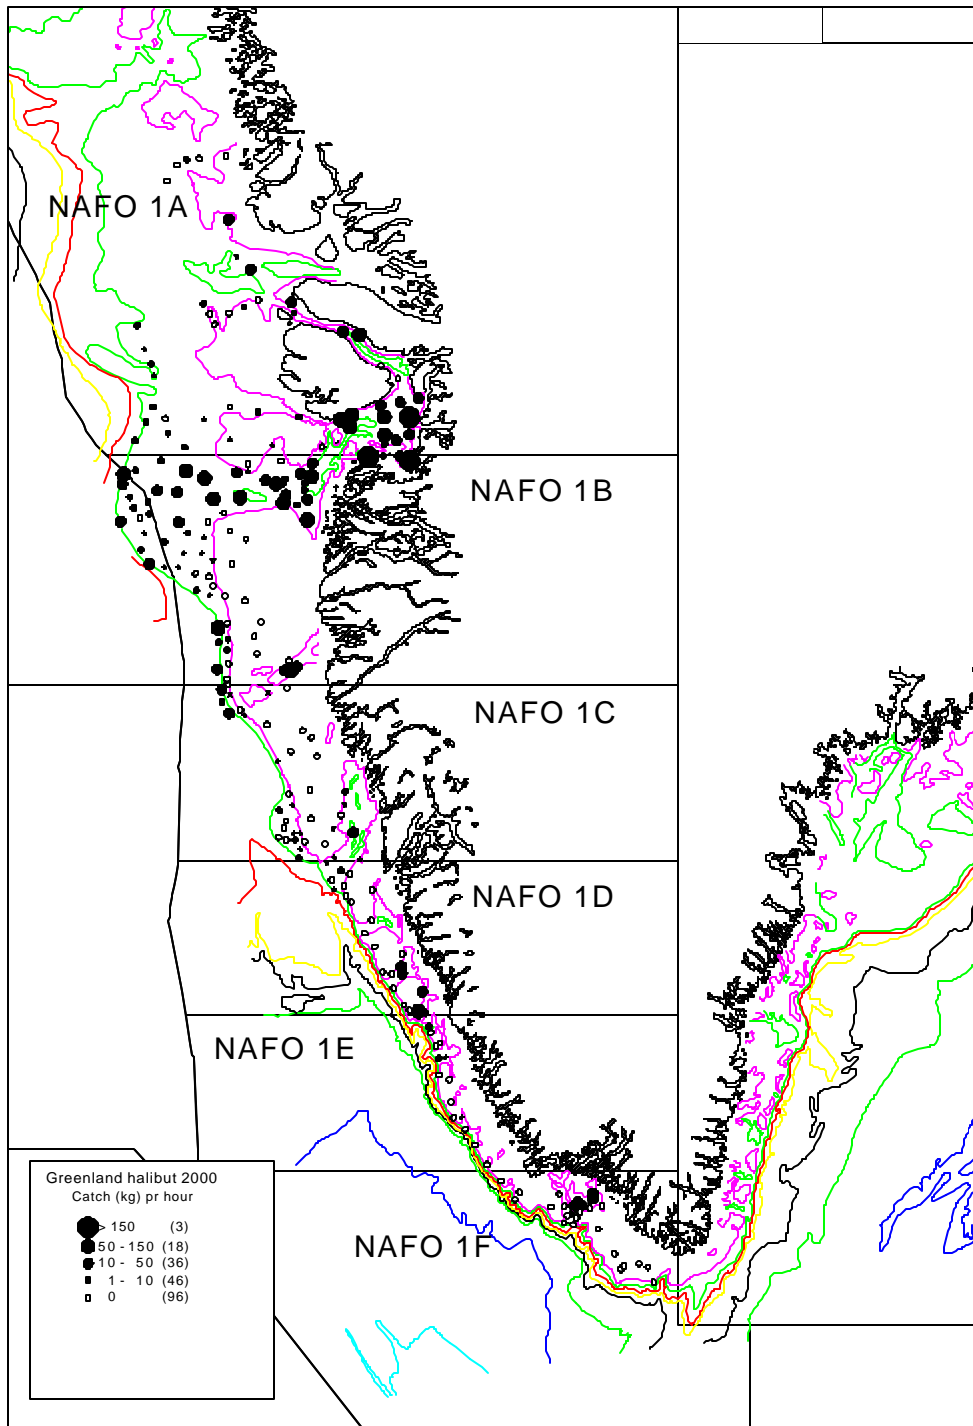 NAFO 1A
NAFO 1B
NAFO 1C
NAFO 1D
NAFO 1E
NAFO 1F
Greenland halibut 2000
Catch (kg) pr hour
> 150 (3)
50 - 150 (18)
10 - 50 (36)
1 - 10 (46)
0 (96)